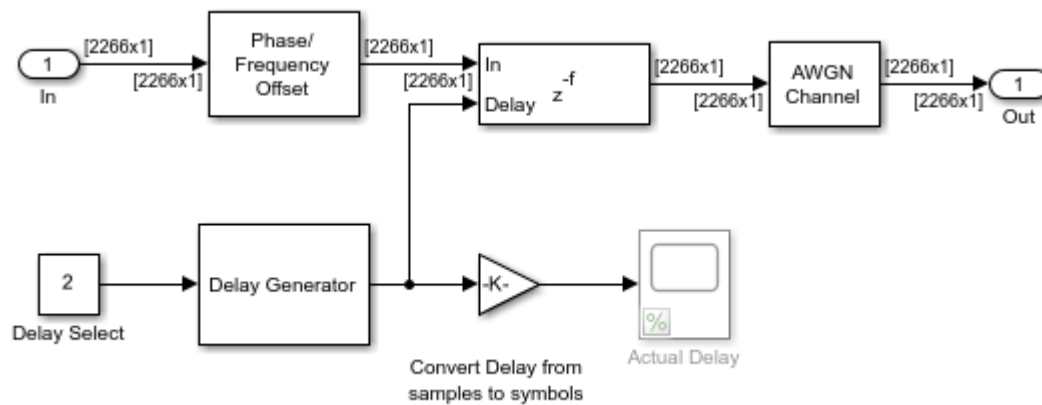 1
In
[2266x1]
[2266x1]
Phase/
Frequency
Offset
[2266x1]
[2266x1]
In
Delay
z
-f
[2266x1]
[2266x1]
AWGN
Channel
[2266x1]
[2266x1]
1
Out
2
Delay Select
Delay Generator
-K-
Convert Delay from
samples to symbols
%
Actual Delay